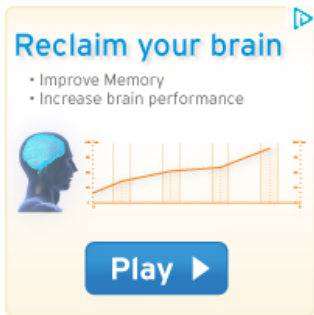 Reclaim your brain
• Improve Memory
• Increase brain performance
Play